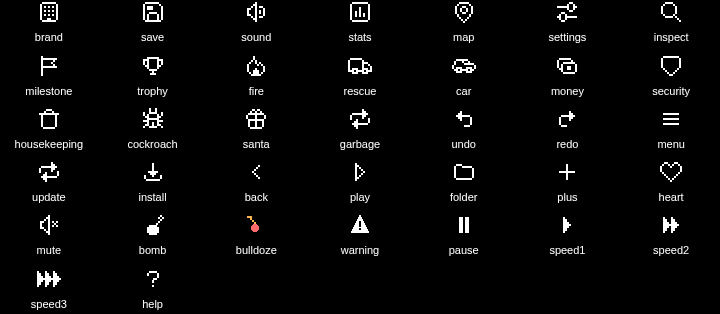 brand save sound stats map settings inspect
milestone trophy fire rescue car money security
housekeeping cockroach santa garbage undo redo menu
update install back play folder plus heart
mute bomb bulldoze warning pause speed1 speed2
speed3 help